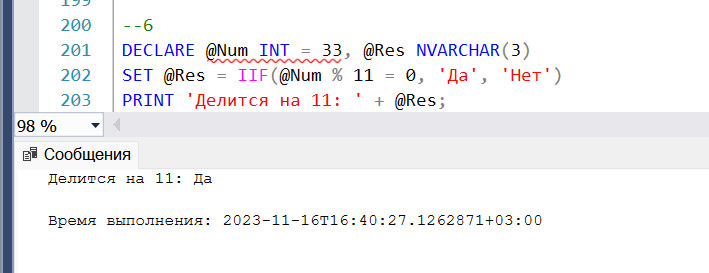 200 --6
201 DECLARE @Num INT = 33, @Res NVARCHAR(3)
202 SET @Res = IIF(@Num % 11 = 0, 'Да', 'Нет')
203 PRINT 'Делится на 11: ' + @Res;
98 %
Сообщения
Делится на 11: Да
Время выполнения: 2023-11-16T16:40:27.1262871+03:00